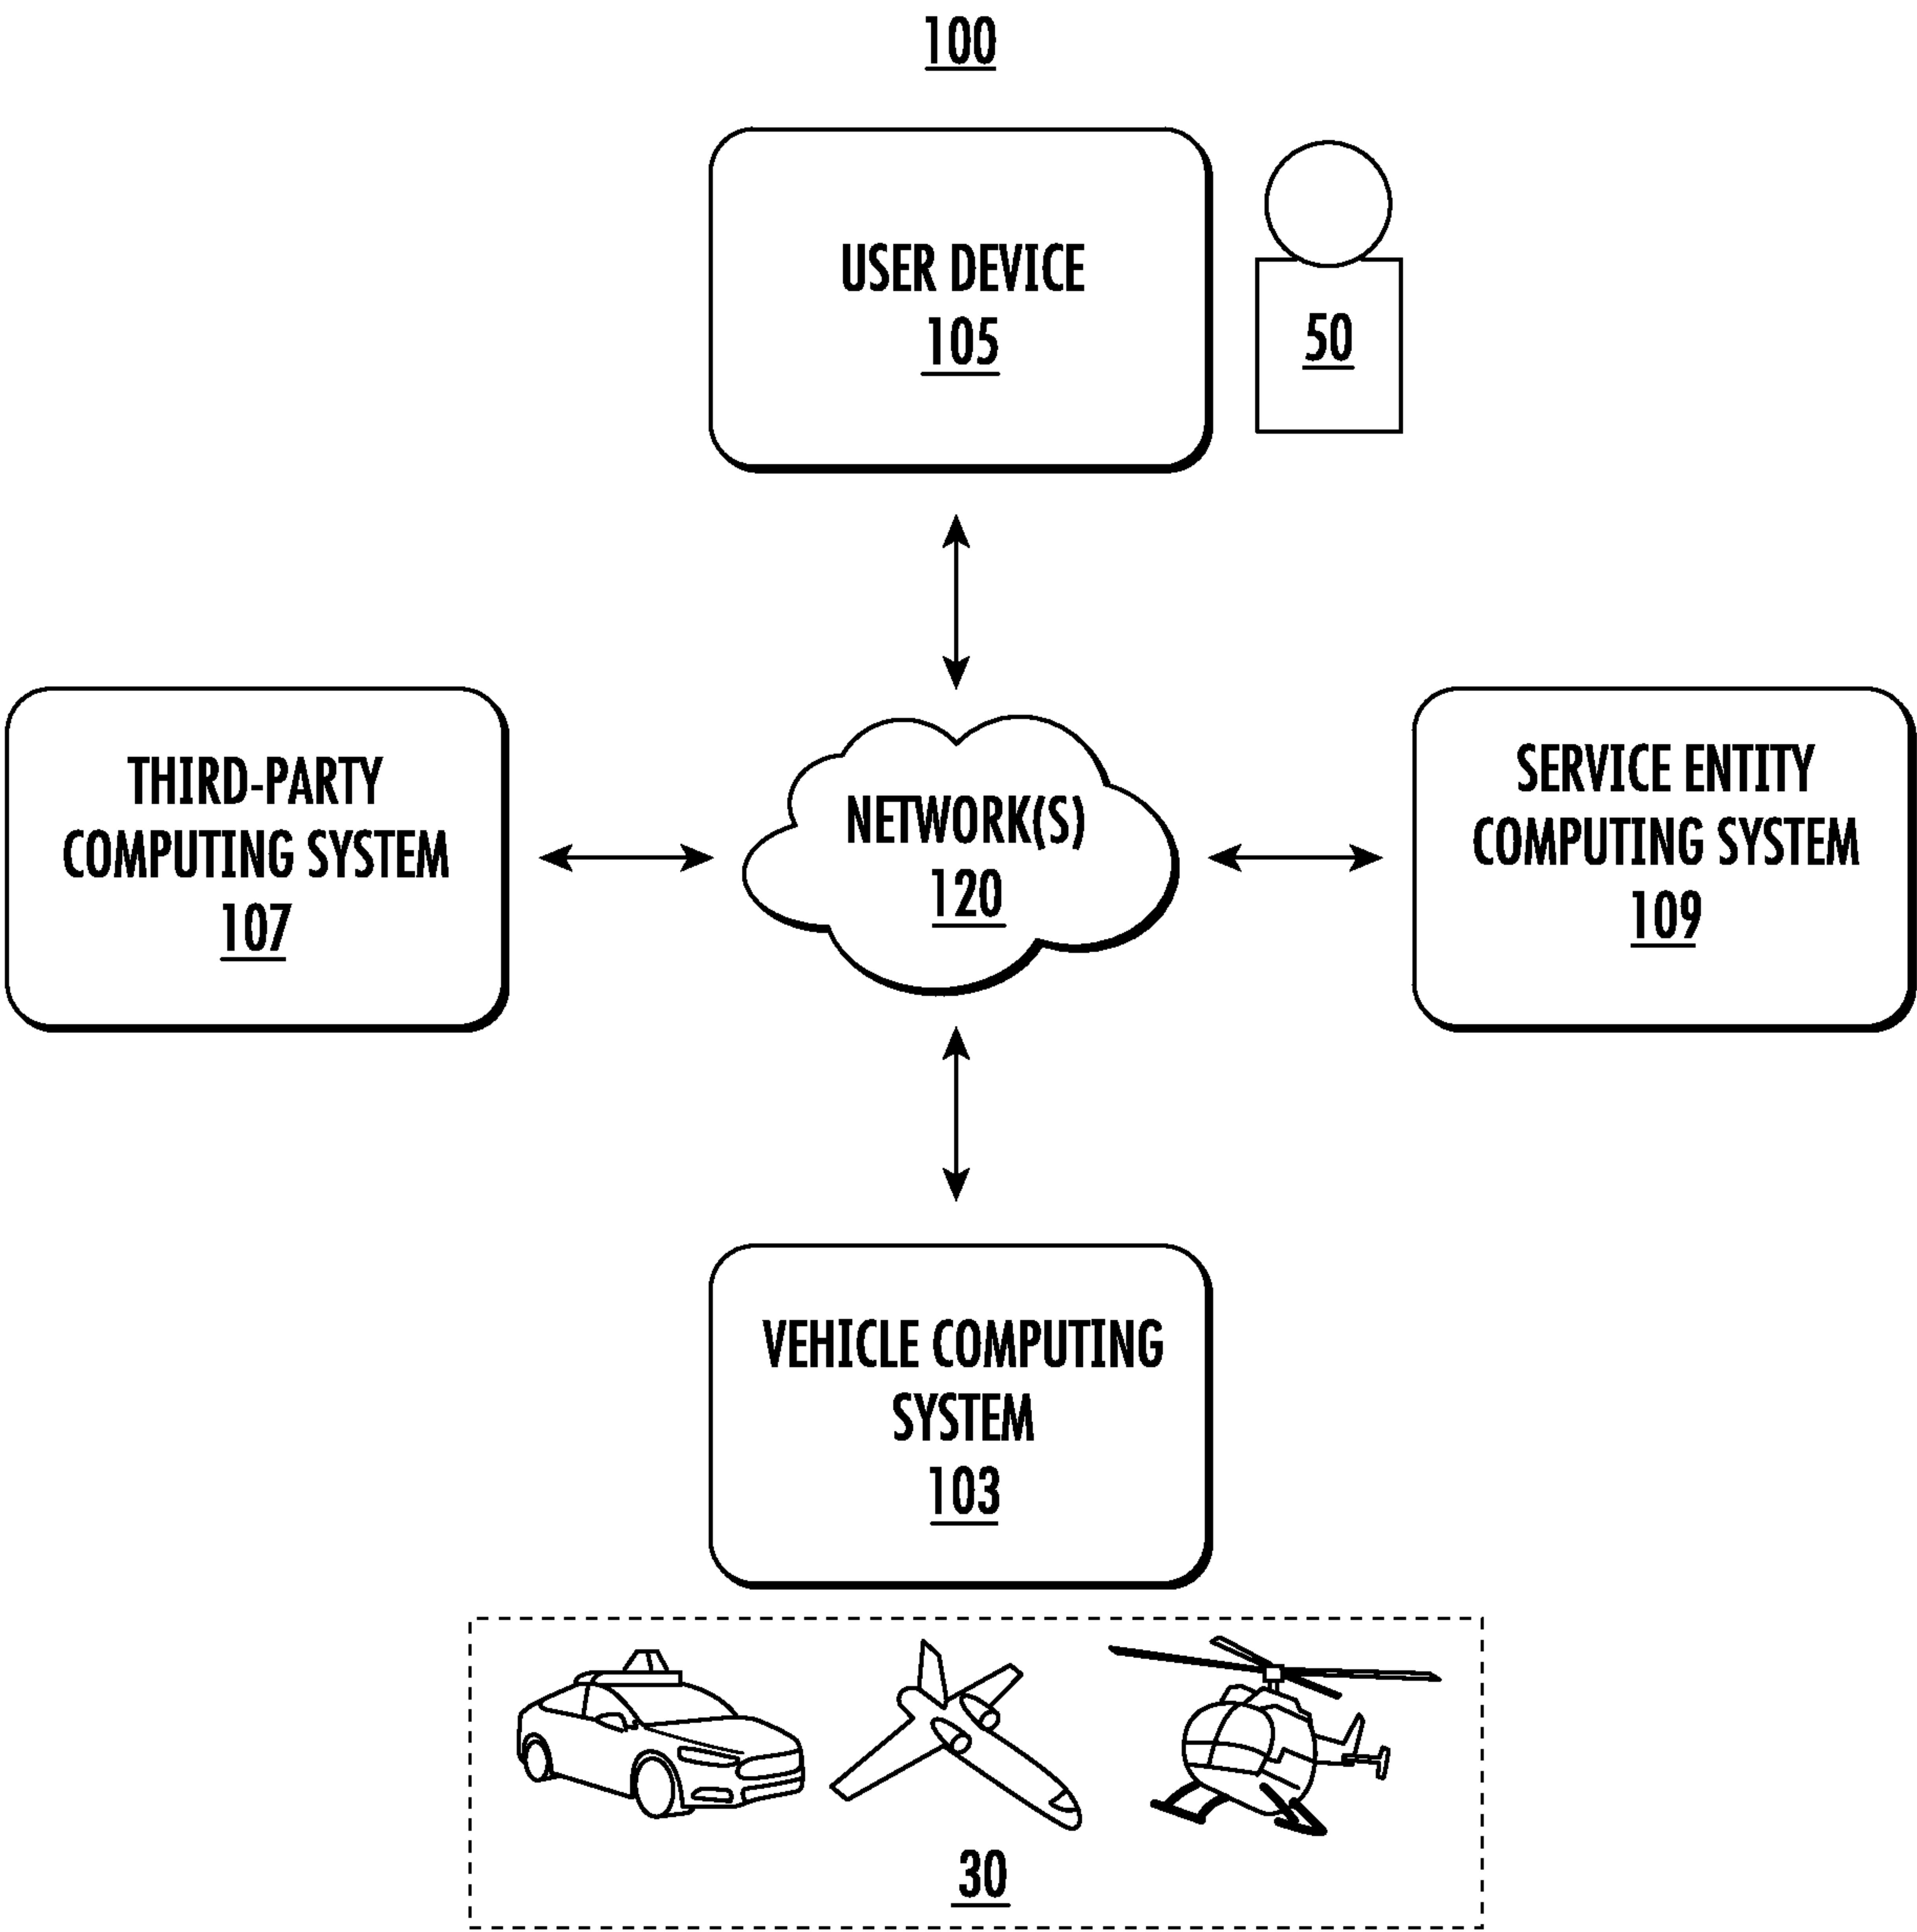 100
USER DEVICE
105
50
THIRD-PARTY
COMPUTING SYSTEM
107
NETWORK(S)
120
SERVICE ENTITY
COMPUTING SYSTEM
109
VEHICLE COMPUTING
SYSTEM
103
30